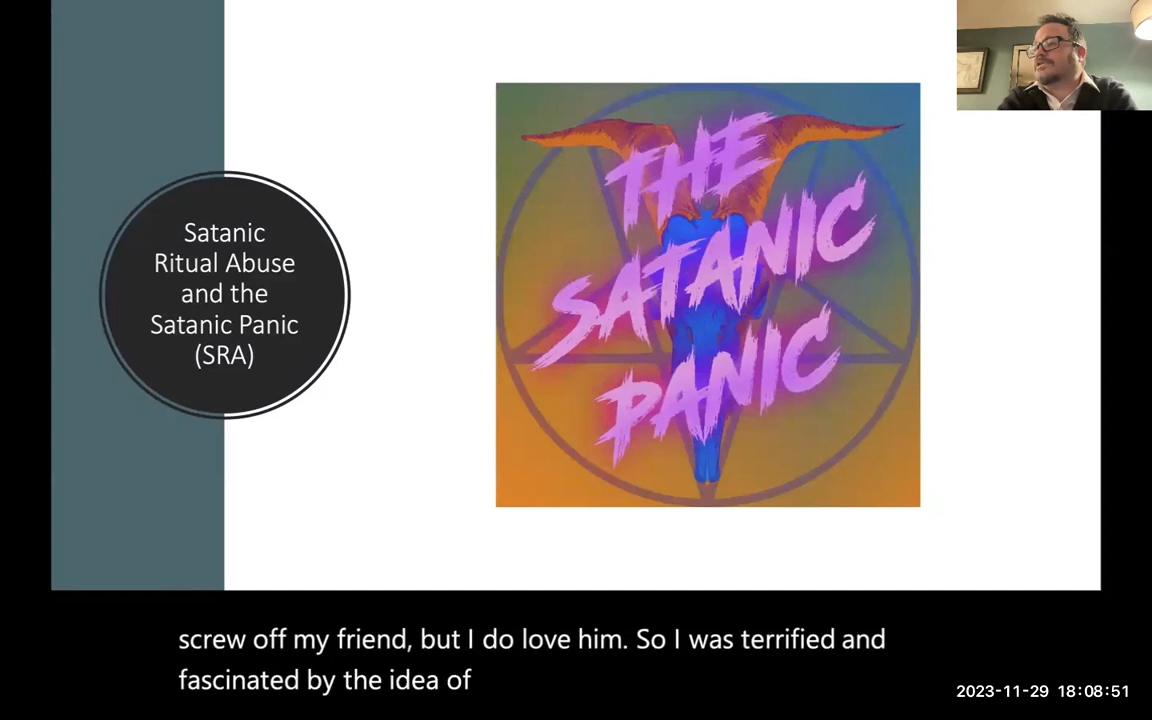 Satanic
Ritual Abuse
and the
Satanic Panic
(SRA)
THE
SATANIC
PANIC
screw off my friend, but I do love him. So I was terrified and
fascinated by the idea of
2023-11-29 18:08:51